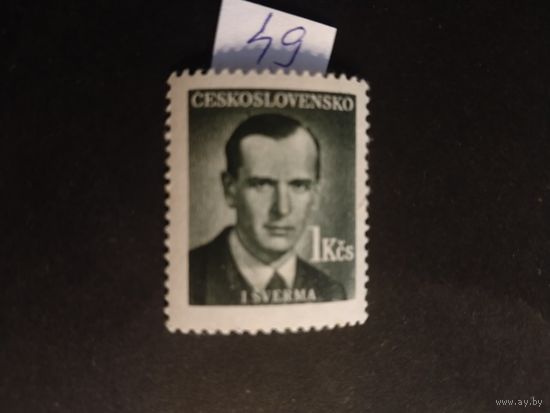 49
ČESKOSLOVENSKO
1Kčs
J ŠVERMA
www.ay.by